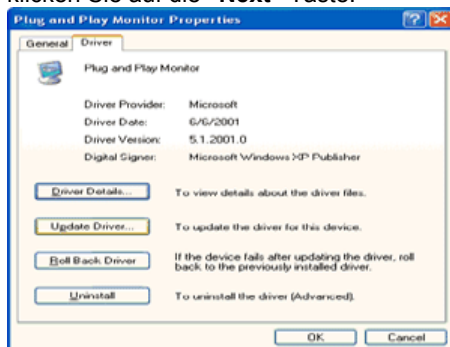 klicken Sie auf die "Next"-Taste.
Plug and Play Monitor Properties
General Driver
Plug and Play Monitor
Driver Provider: Microsoft
Driver Date: 6/6/2001
Driver Version: 5.1.2001.0
Digital Signer: Microsoft Windows XP Publisher
Driver Details... To view details about the driver files.
Update Driver... To update the driver for this device.
Roll Back Driver If the device fails after updating the driver, roll
back to the previously installed driver.
Uninstall To uninstall the driver (Advanced).
OK Cancel